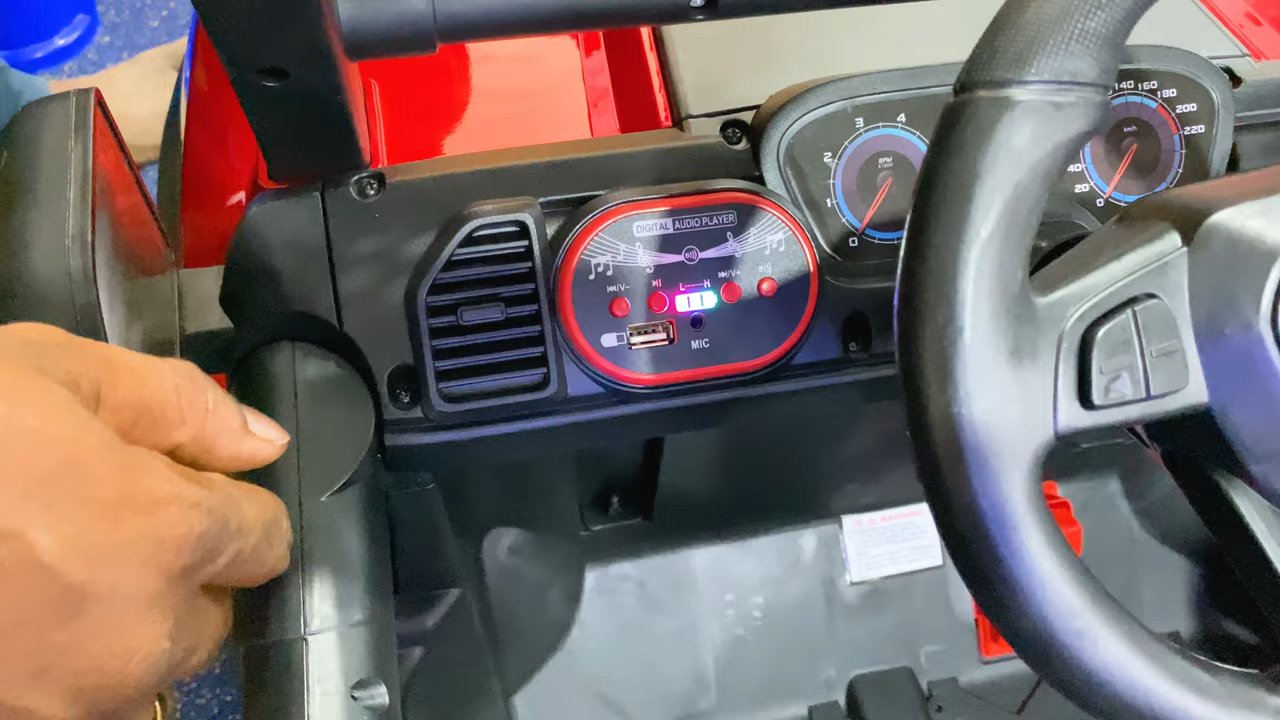 DIGITAL AUDIO PLAYER
⏮/V- ⏯ L------H ⏭/V+ B)))
MIC
0 1 2 3 4
RPM
0 20 40 140 160 180 200 220
km/h